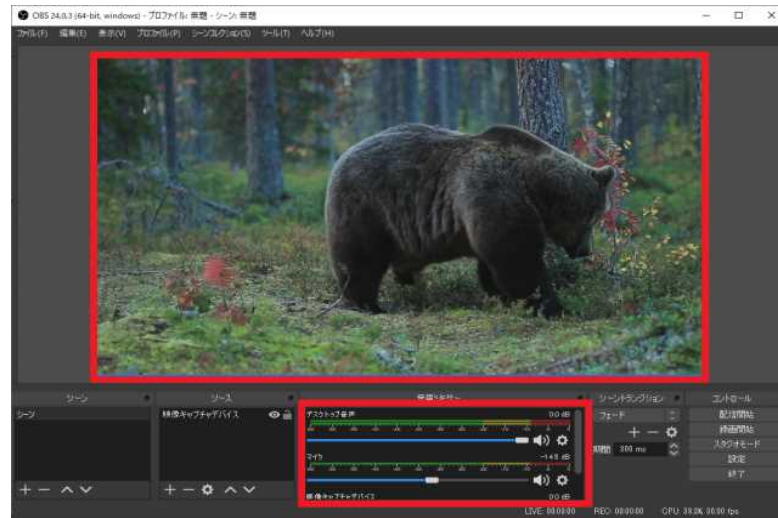 OBS 24.0.3 (64-bit, windows) - プロファイル: 無題 - シーン: 無題
ファイル(F) 編集(E) 表示(V) プロファイル(P) シーンコレクション(S) ツール(T) ヘルプ(H)
シーン
シーン
ソース
映像キャプチャデバイス
音声ミキサー
デスクトップ音声 0.0 dB
マイク -14.5 dB
映像キャプチャデバイス 0.0 dB
シーントランジション
フェード
期間 300 ms
コントロール
配信開始
録画開始
スタジオモード
設定
終了
LIVE: 00:00:00 REC: 00:00:00 CPU: